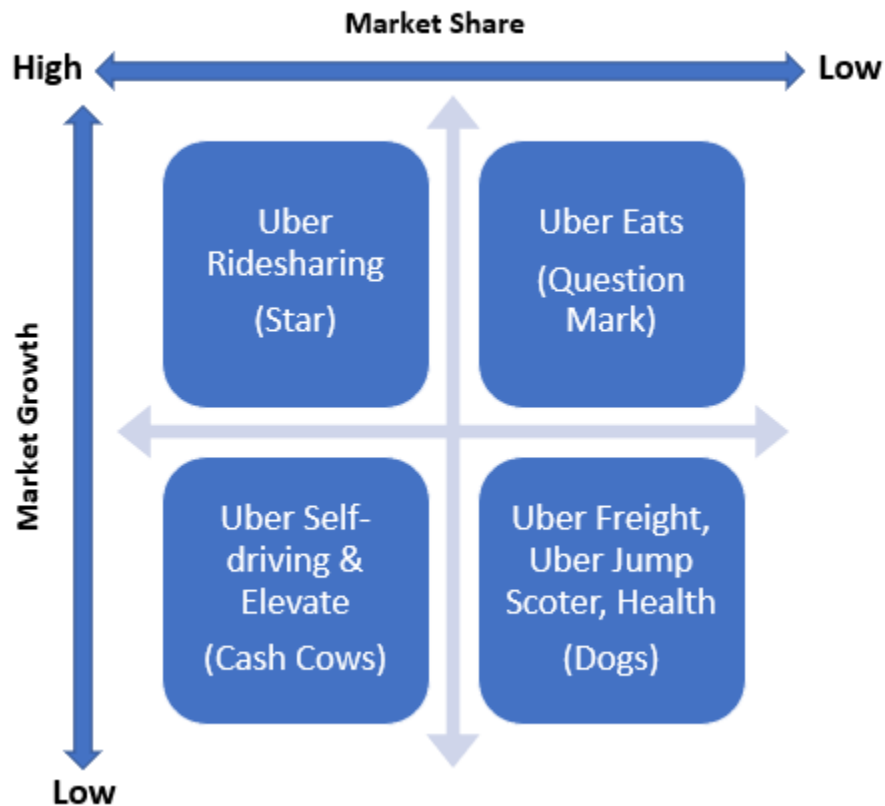 Market Share
High
Low
Market Growth
Uber
Ridesharing
(Star)
Uber Eats
(Question
Mark)
Uber Self-
driving &
Elevate
(Cash Cows)
Uber Freight,
Uber Jump
Scoter, Health
(Dogs)
Low